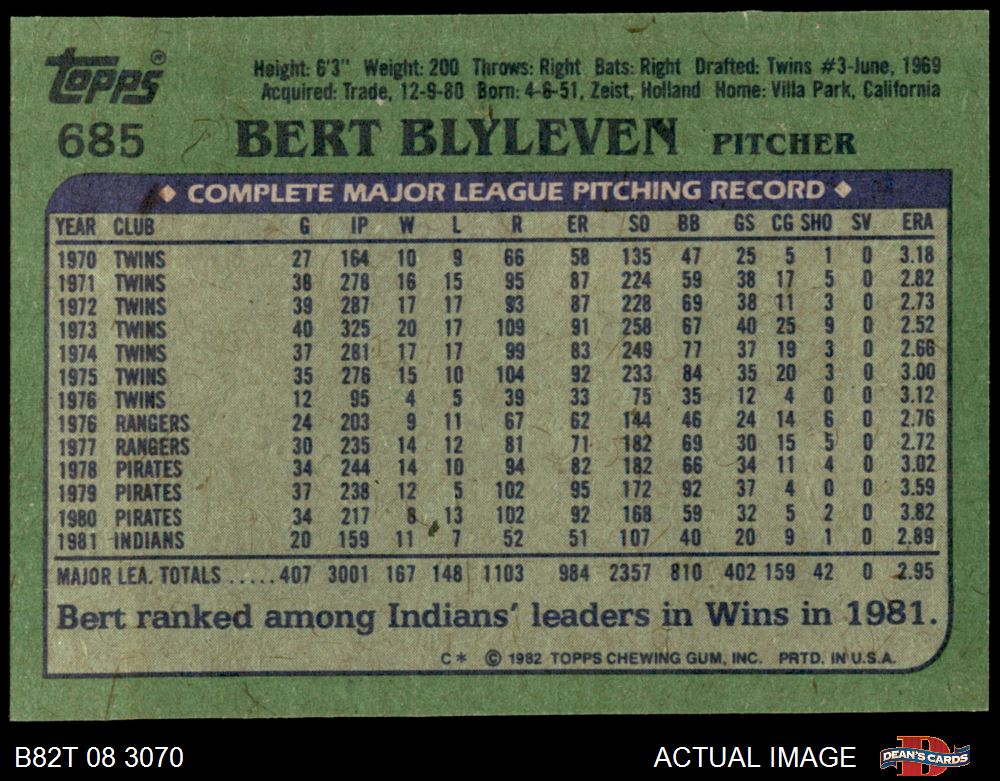 Topps®
Height: 6'3" Weight: 200 Throws: Right Bats: Right Drafted: Twins #3-June, 1969
Acquired: Trade, 12-9-80 Born: 4-6-51, Zeist, Holland Home: Villa Park, California
685 BERT BLYLEVEN PITCHER
◆ COMPLETE MAJOR LEAGUE PITCHING RECORD ◆
YEAR CLUB G IP W L R ER SO BB GS CG SHO SV ERA
1970 TWINS 27 164 10 9 66 58 135 47 25 5 1 0 3.18
1971 TWINS 38 278 16 15 95 87 224 59 38 17 5 0 2.82
1972 TWINS 39 287 17 17 93 87 228 69 38 11 3 0 2.73
1973 TWINS 40 325 20 17 109 91 258 67 40 25 9 0 2.52
1974 TWINS 37 281 17 17 99 83 249 77 37 19 3 0 2.66
1975 TWINS 35 276 15 10 104 92 233 84 35 20 3 0 3.00
1976 TWINS 12 95 4 5 39 33 75 35 12 4 0 0 3.12
1976 RANGERS 24 203 9 11 67 62 144 46 24 14 6 0 2.76
1977 RANGERS 30 235 14 12 81 71 182 69 30 15 5 0 2.72
1978 PIRATES 34 244 14 10 94 82 182 66 34 11 4 0 3.02
1979 PIRATES 37 238 12 5 102 95 172 92 37 4 0 0 3.59
1980 PIRATES 34 217 8 13 102 92 168 59 32 5 2 0 3.82
1981 INDIANS 20 159 11 7 52 51 107 40 20 9 1 0 2.89
MAJOR LEA. TOTALS .....407 3001 167 148 1103 984 2357 810 402 159 42 0 2.95
Bert ranked among Indians' leaders in Wins in 1981.
C* © 1982 TOPPS CHEWING GUM, INC. PRTD. IN U.S.A.
B82T 08 3070 ACTUAL IMAGE D DEAN'S CARDS